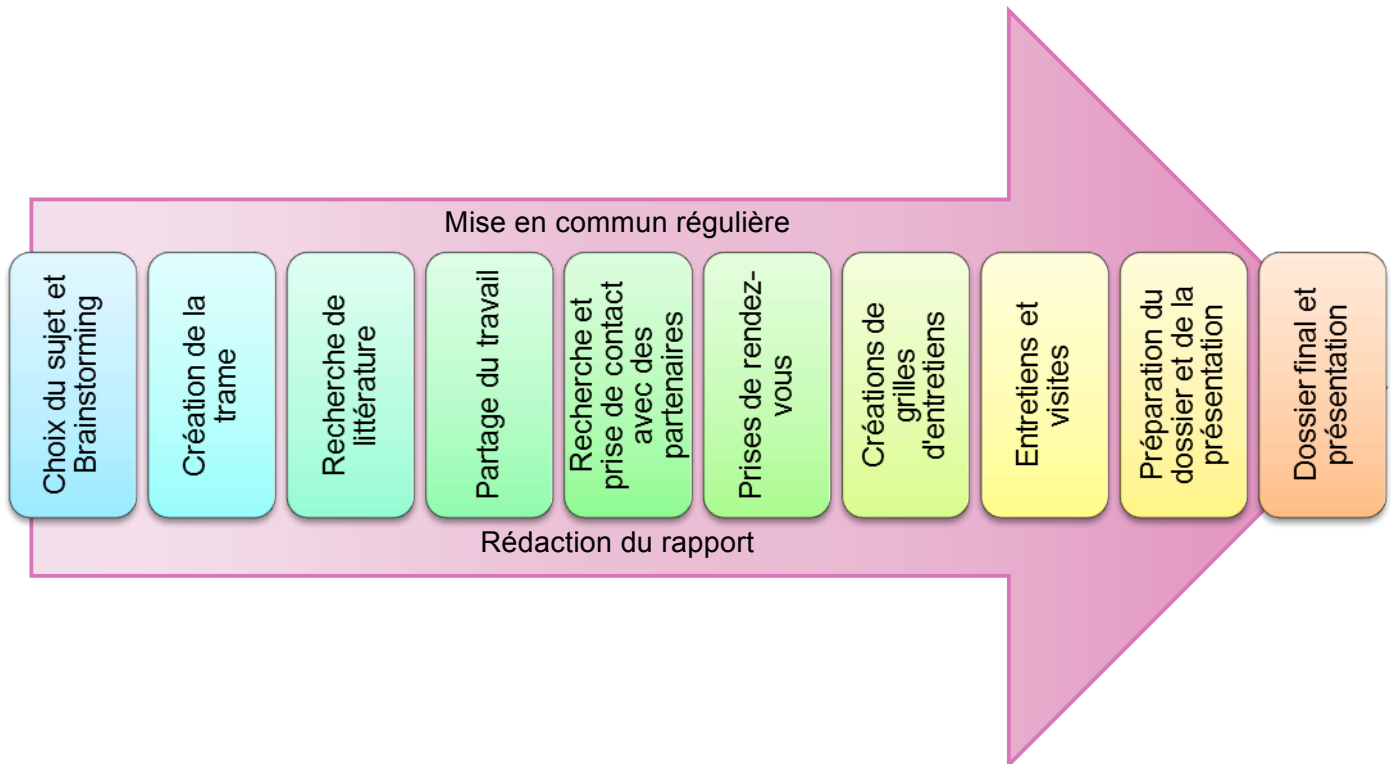 Mise en commun régulière
Choix du sujet et
Brainstorming
Création de la
trame
Recherche de
littérature
Partage du travail
Recherche et
prise de contact
avec des
partenaires
Prises de rendez-
vous
Créations de
grilles
d'entretiens
Entretiens et
visites
Préparation du
dossier et de la
présentation
Dossier final et
présentation
Rédaction du rapport